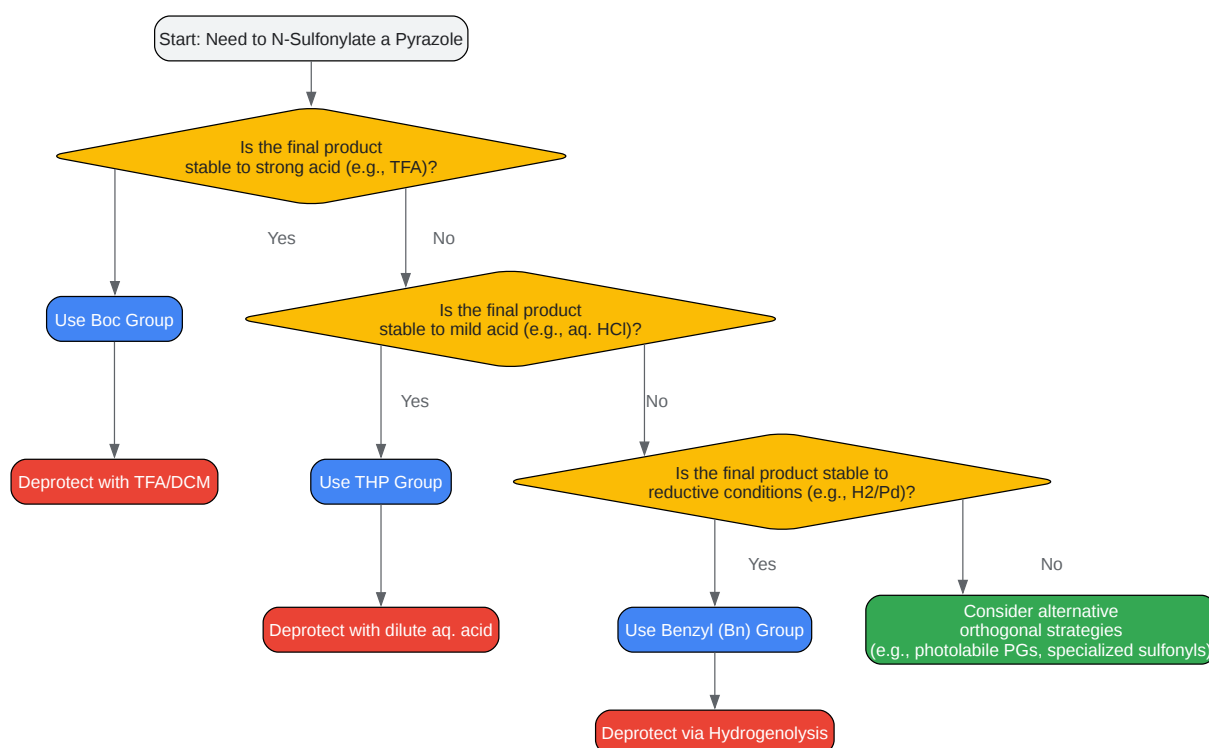 Start: Need to N-Sulfonylate a Pyrazole
Is the final product
stable to strong acid (e.g., TFA)?
Yes
No
Use Boc Group
Is the final product
stable to mild acid (e.g., aq. HCl)?
Yes
No
Deprotect with TFA/DCM
Use THP Group
Is the final product stable to
reductive conditions (e.g., H2/Pd)?
Yes
No
Deprotect with dilute aq. acid
Use Benzyl (Bn) Group
Consider alternative
orthogonal strategies
(e.g., photolabile PGs, specialized sulfonyls)
Deprotect via Hydrogenolysis